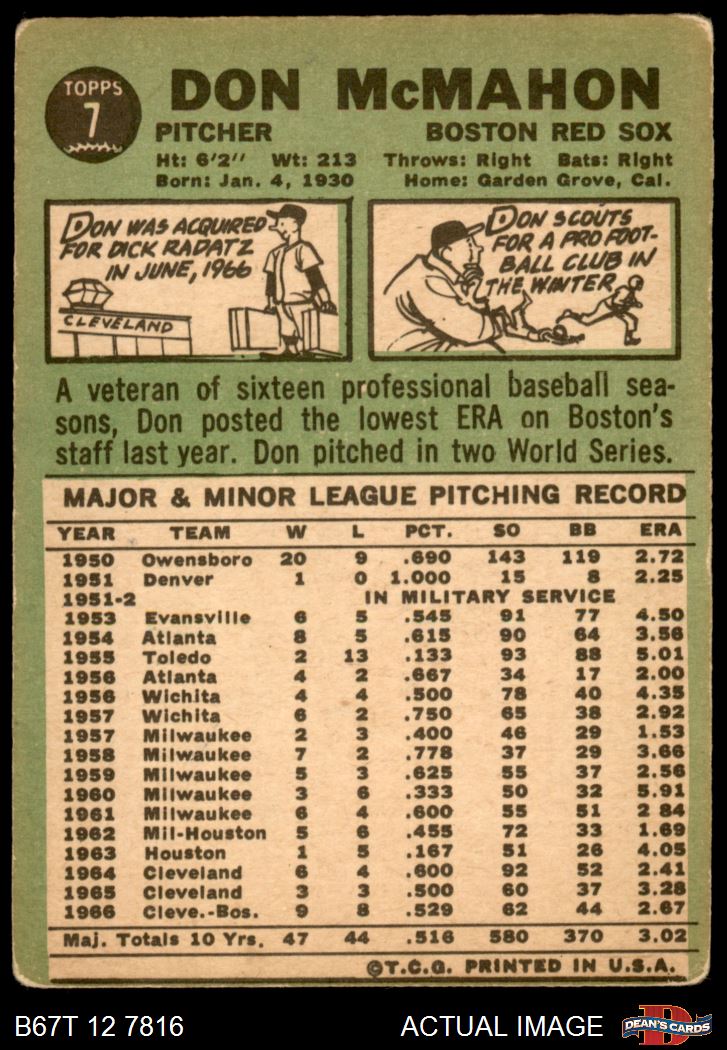 TOPPS
7
DON McMAHON
PITCHER BOSTON RED SOX
Ht: 6'2" Wt: 213 Throws: Right Bats: Right
Born: Jan. 4, 1930 Home: Garden Grove, Cal.
DON WAS ACQUIRED
FOR DICK RADATZ
IN JUNE, 1966
CLEVELAND
DON SCOUTS
FOR A PRO FOOT-
BALL CLUB IN
THE WINTER
A veteran of sixteen professional baseball sea-
sons, Don posted the lowest ERA on Boston's
staff last year. Don pitched in two World Series.
MAJOR & MINOR LEAGUE PITCHING RECORD
YEAR TEAM W L PCT. SO BB ERA
1950 Owensboro 20 9 .690 143 119 2.72
1951 Denver 1 0 1.000 15 8 2.25
1951-2 IN MILITARY SERVICE
1953 Evansville 6 5 .545 91 77 4.50
1954 Atlanta 8 5 .615 90 64 3.56
1955 Toledo 2 13 .133 93 88 5.01
1956 Atlanta 4 2 .667 34 17 2.00
1956 Wichita 4 4 .500 78 40 4.35
1957 Wichita 6 2 .750 65 38 2.92
1957 Milwaukee 2 3 .400 46 29 1.53
1958 Milwaukee 7 2 .778 37 29 3.66
1959 Milwaukee 5 3 .625 55 37 2.56
1960 Milwaukee 3 6 .333 50 32 5.91
1961 Milwaukee 6 4 .600 55 51 2 84
1962 Mil-Houston 5 6 .455 72 33 1.69
1963 Houston 1 5 .167 51 26 4.05
1964 Cleveland 6 4 .600 92 52 2.41
1965 Cleveland 3 3 .500 60 37 3.28
1966 Cleve.-Bos. 9 8 .529 62 44 2.67
Maj. Totals 10 Yrs. 47 44 .516 580 370 3.02
©T.C.G. PRINTED IN U.S.A.
B67T 12 7816 ACTUAL IMAGE
D
DEAN'S CARDS